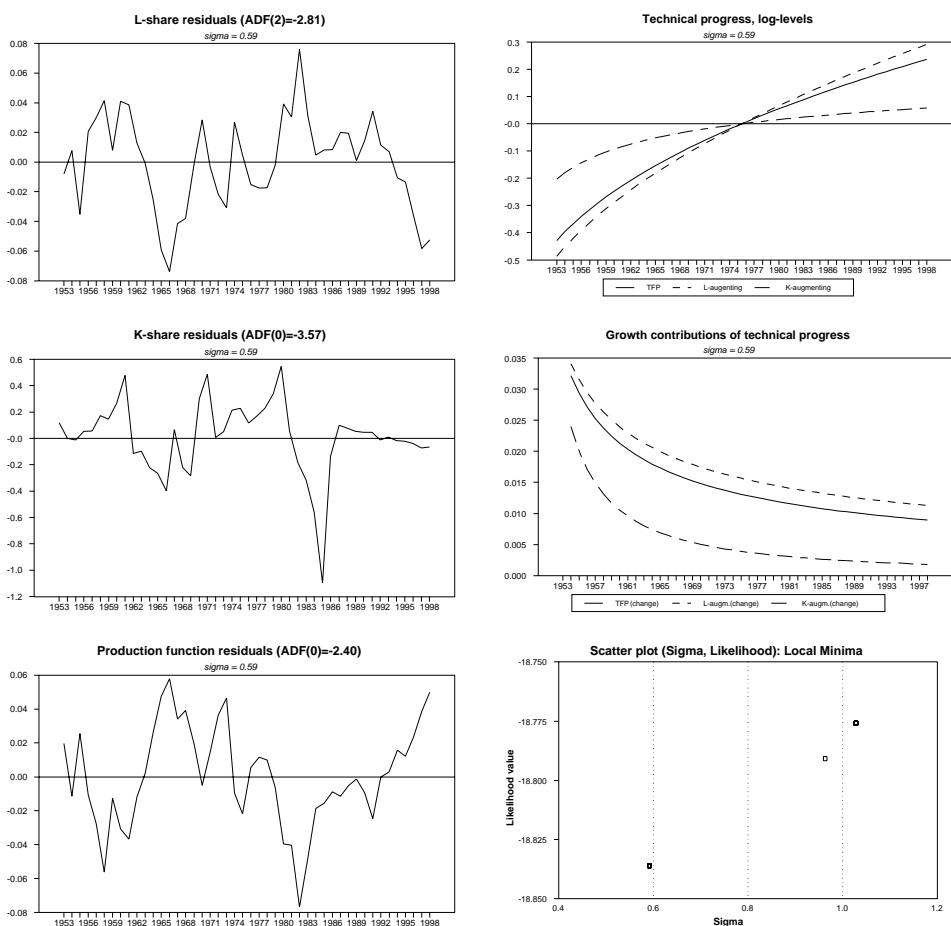 L-share residuals (ADF(2)=-2.81)
sigma = 0.59
0.08
0.06
0.04
0.02
0.00
-0.02
-0.04
-0.06
-0.08
1953 1956 1959 1962 1965 1968 1971 1974 1977 1980 1983 1986 1989 1992 1995 1998
Technical progress, log-levels
sigma = 0.59
0.3
0.2
0.1
-0.0
-0.1
-0.2
-0.3
-0.4
-0.5
1953 1956 1959 1962 1965 1968 1971 1974 1977 1980 1983 1986 1989 1992 1995 1998
TFP L-augenting K-augmenting
K-share residuals (ADF(0)=-3.57)
sigma = 0.59
0.6
0.4
0.2
-0.0
-0.2
-0.4
-0.6
-0.8
-1.0
-1.2
1953 1956 1959 1962 1965 1968 1971 1974 1977 1980 1983 1986 1989 1992 1995 1998
Growth contributions of technical progress
sigma = 0.59
0.035
0.030
0.025
0.020
0.015
0.010
0.005
0.000
1953 1957 1961 1965 1969 1973 1977 1981 1985 1989 1993 1997
TFP (change) L-augm.(change) K-augm.(change)
Production function residuals (ADF(0)=-2.40)
sigma = 0.59
0.06
0.04
0.02
0.00
-0.02
-0.04
-0.06
-0.08
1953 1956 1959 1962 1965 1968 1971 1974 1977 1980 1983 1986 1989 1992 1995 1998
Scatter plot (Sigma, Likelihood): Local Minima
Likelihood value
-18.750
-18.775
-18.800
-18.825
-18.850
0.4 0.6 0.8 1.0 1.2
Sigma